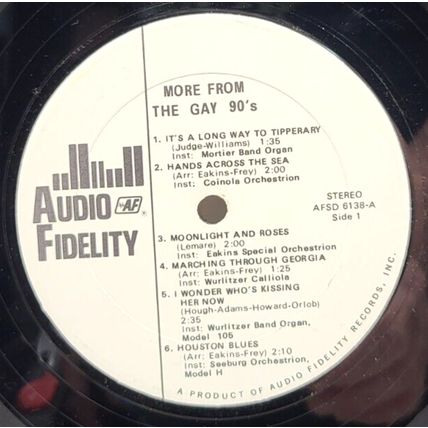 MORE FROM
THE GAY 90's
1. IT'S A LONG WAY TO TIPPERARY
(Judge-Williams) 1:35
Inst: Mortier Band Organ
2. HANDS ACROSS THE SEA
(Arr: Eakins-Frey) 2:00
Inst: Coinola Orchestrion
STEREO
AFSD 6138-A
Side 1
AUDIO AF ®
FIDELITY
3. MOONLIGHT AND ROSES
(Lemare) 2:00
Inst: Eakins Special Orchestrion
4. MARCHING THROUGH GEORGIA
(Arr: Eakins-Frey) 1:25
Inst: Wurlitzer Calliola
5. I WONDER WHO'S KISSING
HER NOW
(Hough-Adams-Howard-Orlob)
2:35
Inst: Wurlitzer Band Organ,
Model 105
6. HOUSTON BLUES
(Arr: Eakins-Frey) 2:10
Inst: Seeburg Orchestrion,
Model H
A PRODUCT OF AUDIO FIDELITY RECORDS, INC.